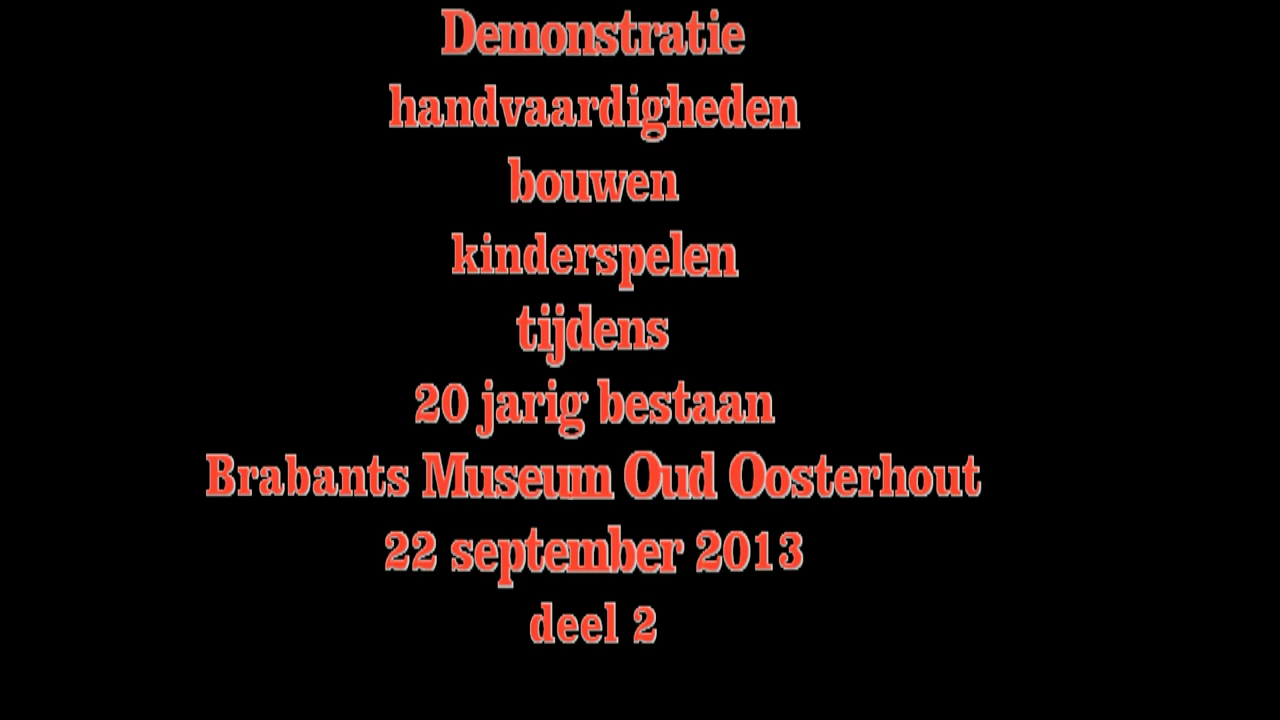 Demonstratie
handvaardigheden
bouwen
kinderspelen
tijdens
20 jarig bestaan
Brabants Museum Oud Oosterhout
22 september 2013
deel 2